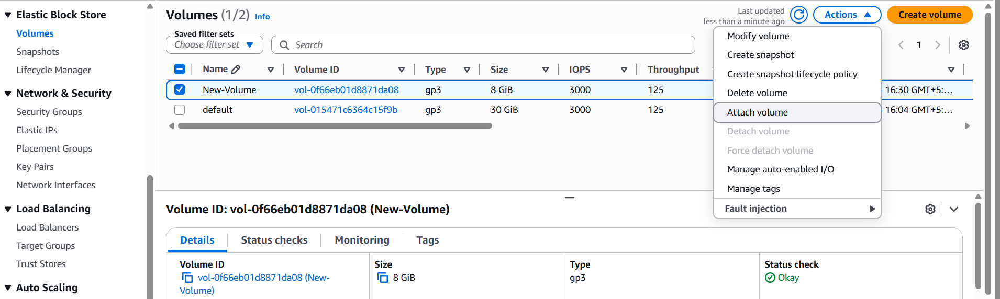 Elastic Block Store
Volumes
Snapshots
Lifecycle Manager
Network & Security
Security Groups
Elastic IPs
Placement Groups
Key Pairs
Network Interfaces
Load Balancing
Load Balancers
Target Groups
Trust Stores
Auto Scaling
Volumes (1/2) Info
Last updated
less than a minute ago
Actions
Create volume
Saved filter sets
Choose filter set
Search
1
Name Volume ID Type Size IOPS Throughput
New-Volume vol-0f66eb01d8871da08 gp3 8 GiB 3000 125 16:30 GMT+5:...
default vol-015471c6364c15f9b gp3 30 GiB 3000 125 16:04 GMT+5:...
Modify volume
Create snapshot
Create snapshot lifecycle policy
Delete volume
Attach volume
Detach volume
Force detach volume
Manage auto-enabled I/O
Manage tags
Fault injection
Volume ID: vol-0f66eb01d8871da08 (New-Volume)
Details Status checks Monitoring Tags
Volume ID
vol-0f66eb01d8871da08 (New-
Volume)
Size
8 GiB
Type
gp3
Status check
Okay